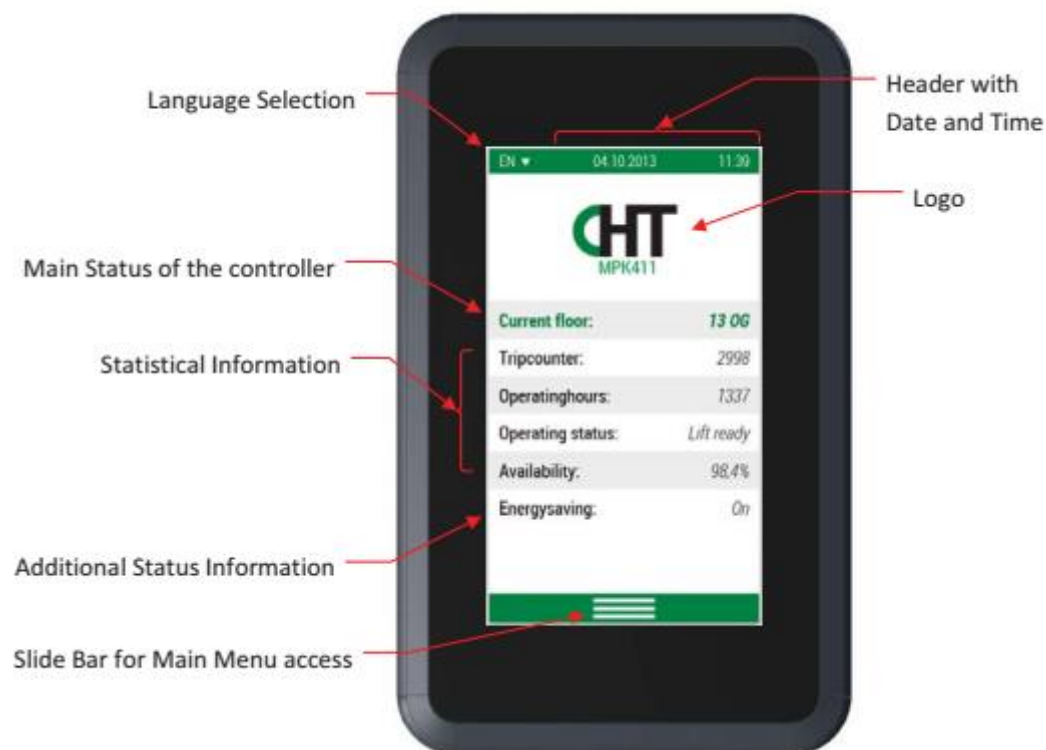 Language Selection
Header with
Date and Time
EN ▼ 04.10.2013 11:39
CHT
MPK411
Logo
Main Status of the controller
Current floor: 13 OG
Statistical Information
Tripcounter: 2998
Operatinghours: 1337
Operating status: Lift ready
Availability: 98,4%
Energysaving: On
Additional Status Information
Slide Bar for Main Menu access